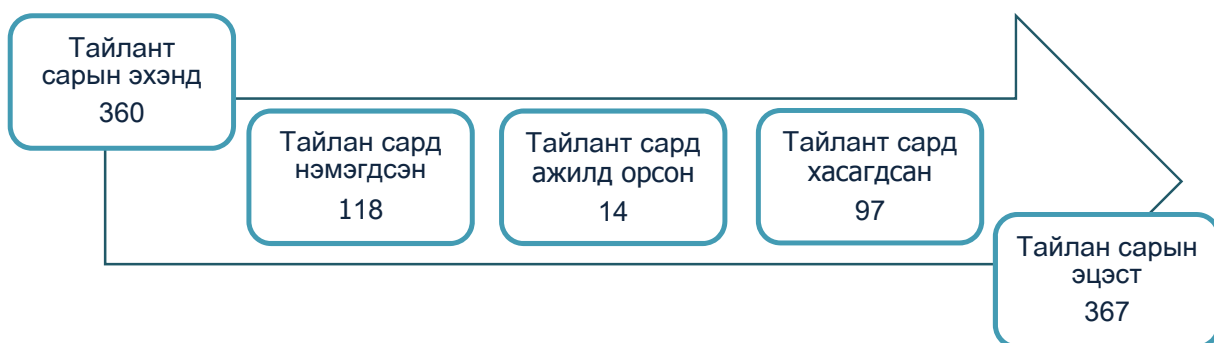 Тайлант
сарын эхэнд
360
Тайлан сард
нэмэгдсэн
118
Тайлант сард
ажилд орсон
14
Тайлант сард
хасагдсан
97
Тайлан сарын
эцэст
367